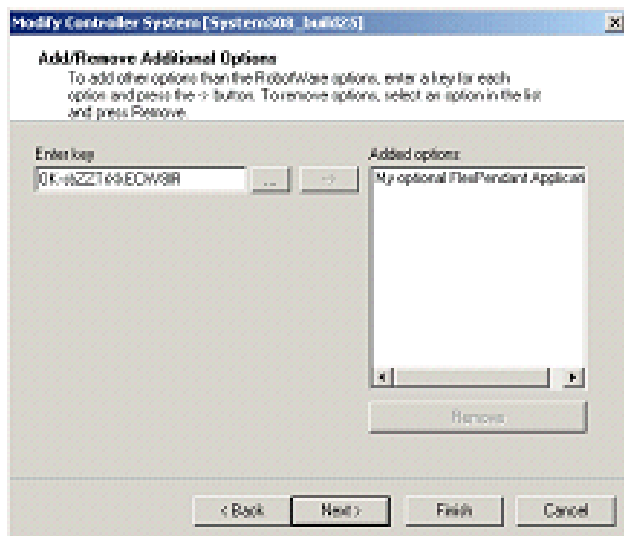 Modify Controller System [System508_build25]
Add/Remove Additional Options
To add other options than the RobotWare options, enter a key for each
option and press the -> button. To remove options, select an option in the list
and press Remove.
Enter key
Added options:
...
->
My optional FlexPendant Applicati
Remove
< Back
Next >
Finish
Cancel